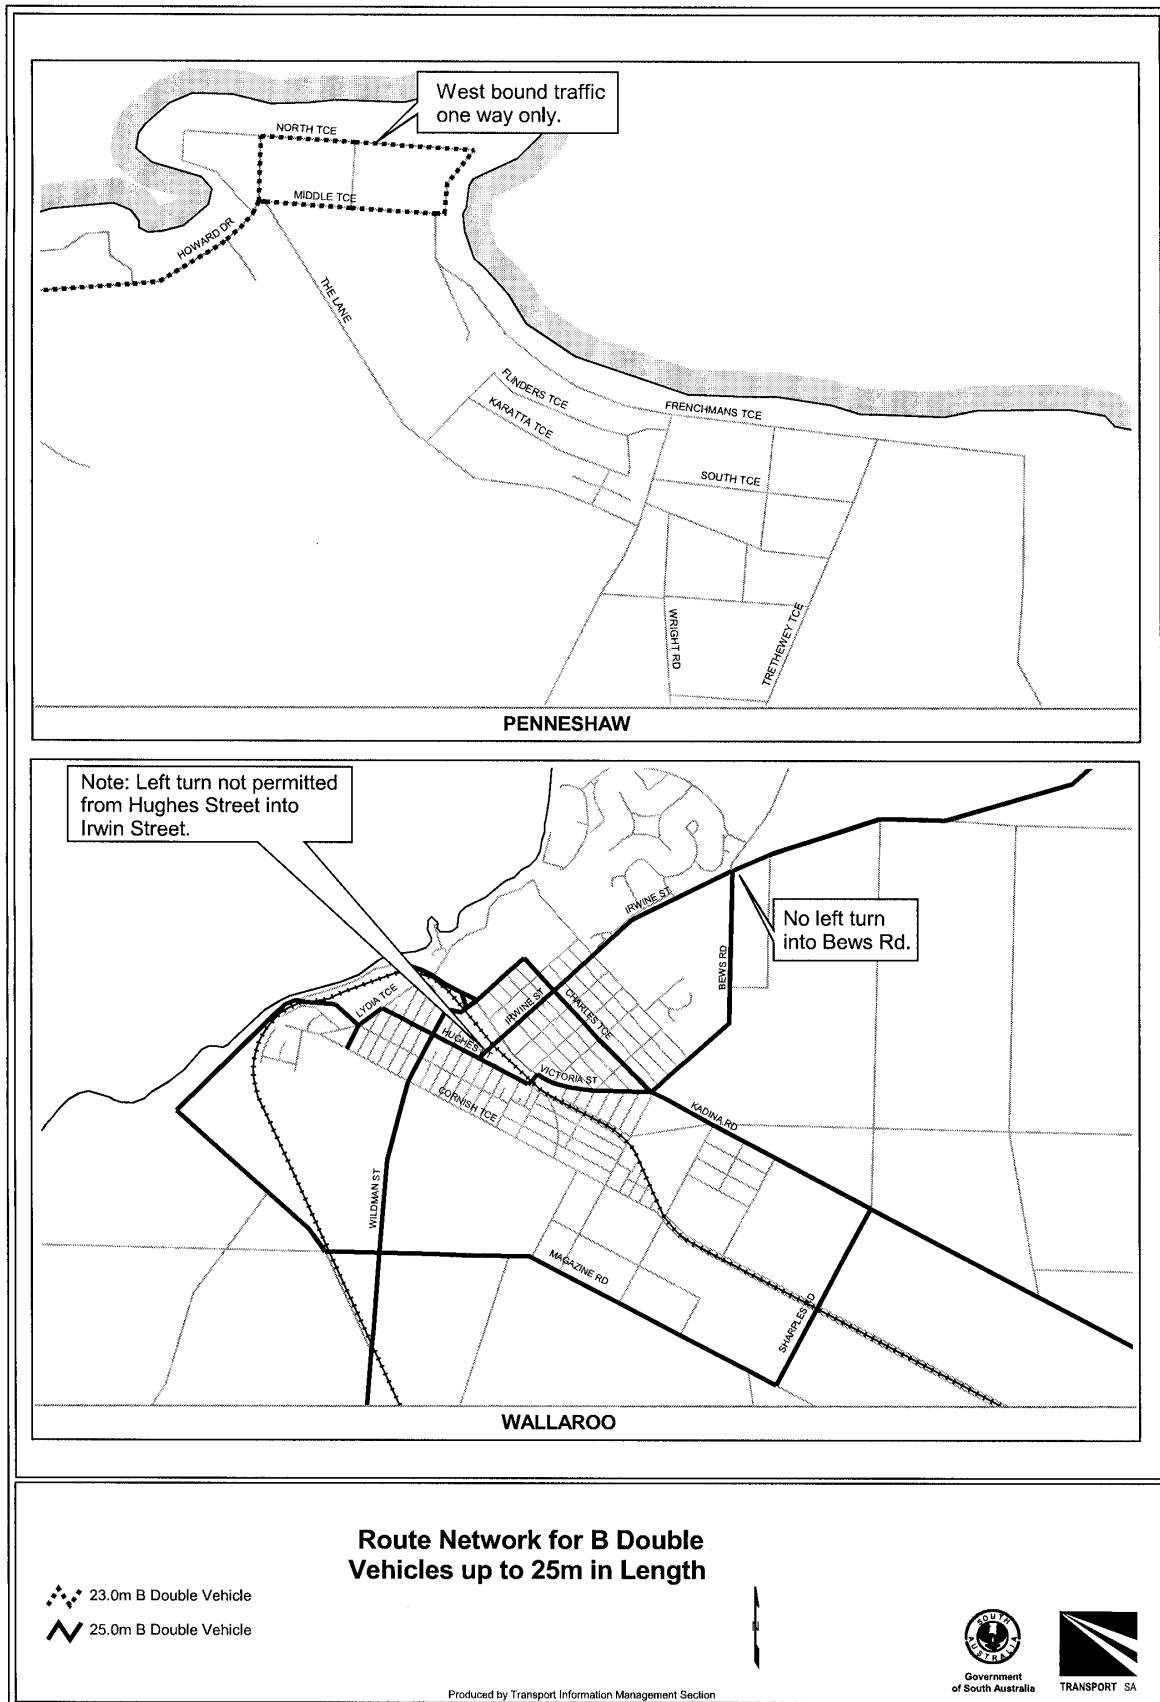 West bound traffic
one way only.
NORTH TCE
MIDDLE TCE
HOWARD DR
THE LANE
FLINDERS TCE
KARATTA TCE
FRENCHMANS TCE
SOUTH TCE
WRIGHT RD
TRETHEWEY TCE
PENNESHAW
Note: Left turn not permitted
from Hughes Street into
Irwin Street.
IRWINE ST
No left turn
into Bews Rd.
BEWS RD
LYDIA TCE
IRWINE ST
CHARLES TCE
HUGHES
VICTORIA ST
CORNISH TCE
KADINA RD
WILDMAN ST
MAGAZINE RD
SHARPLES RD
WALLAROO
Route Network for B Double
Vehicles up to 25m in Length
23.0m B Double Vehicle
25.0m B Double Vehicle
N
SOUTH
AUSTRALIA
Government
of South Australia
TRANSPORT SA
Produced by Transport Information Management Section